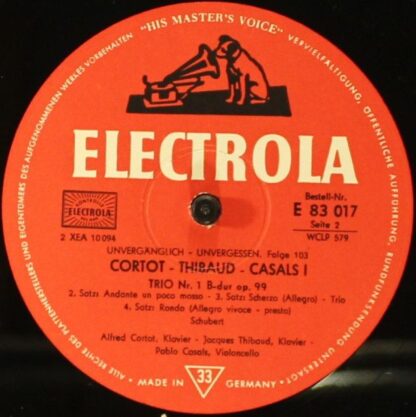 "HIS MASTER'S VOICE"
VERVIELFÄLTIGUNG, ÖFFENTLICHE AUFFÜHRUNG, RUNDFUNKSENDUNG UNTERSAGT
ALLE RECHTE DES PLATTENHERSTELLERS UND EIGENTÜMERS DES AUFGENOMMENEN WERKES VORBEHALTEN
ELECTROLA
ELECTROLA
2 XEA 10 094
Bestell-Nr.
E 83 017
Seite 2
WCLP 579
UNVERGÄNGLICH - UNVERGESSEN, Folge 103
CORTOT - THIBAUD - CASALS I
TRIO Nr. 1 B-dur op. 99
2. Satz: Andante un poco mosso - 3. Satz: Scherzo (Allegro) - Trio
4. Satz: Rondo (Allegro vivace - presto)
Schubert
Alfred Cortot, Klavier - Jacques Thibaud, Klavier -
Pablo Casals, Violoncello
MADE IN
33
GERMANY